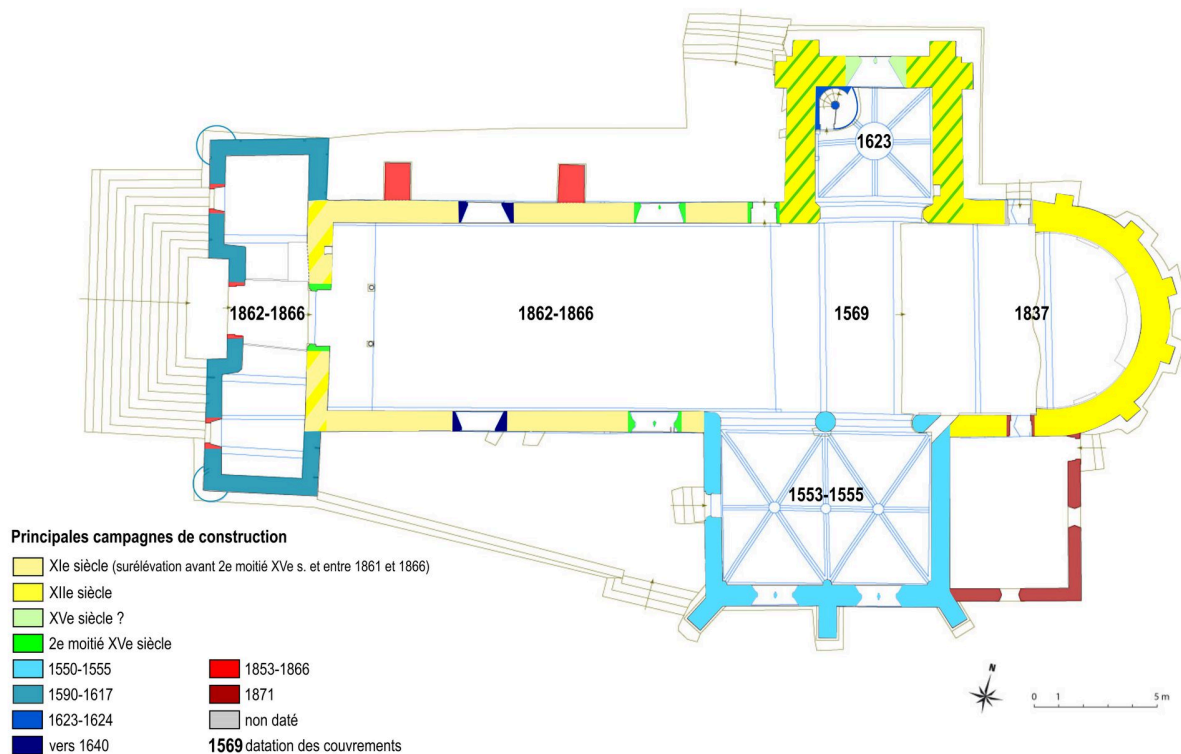 1623
1862-1866
1862-1866
1569
1837
1553-1555
Principales campagnes de construction
XIe siècle (surélévation avant 2e moitié XVe s. et entre 1861 et 1866)
XIIe siècle
XVe siècle ?
2e moitié XVe siècle
1550-1555
1590-1617
1623-1624
vers 1640
1853-1866
1871
non daté
1569 datation des couvrements
N
0 1 5 m